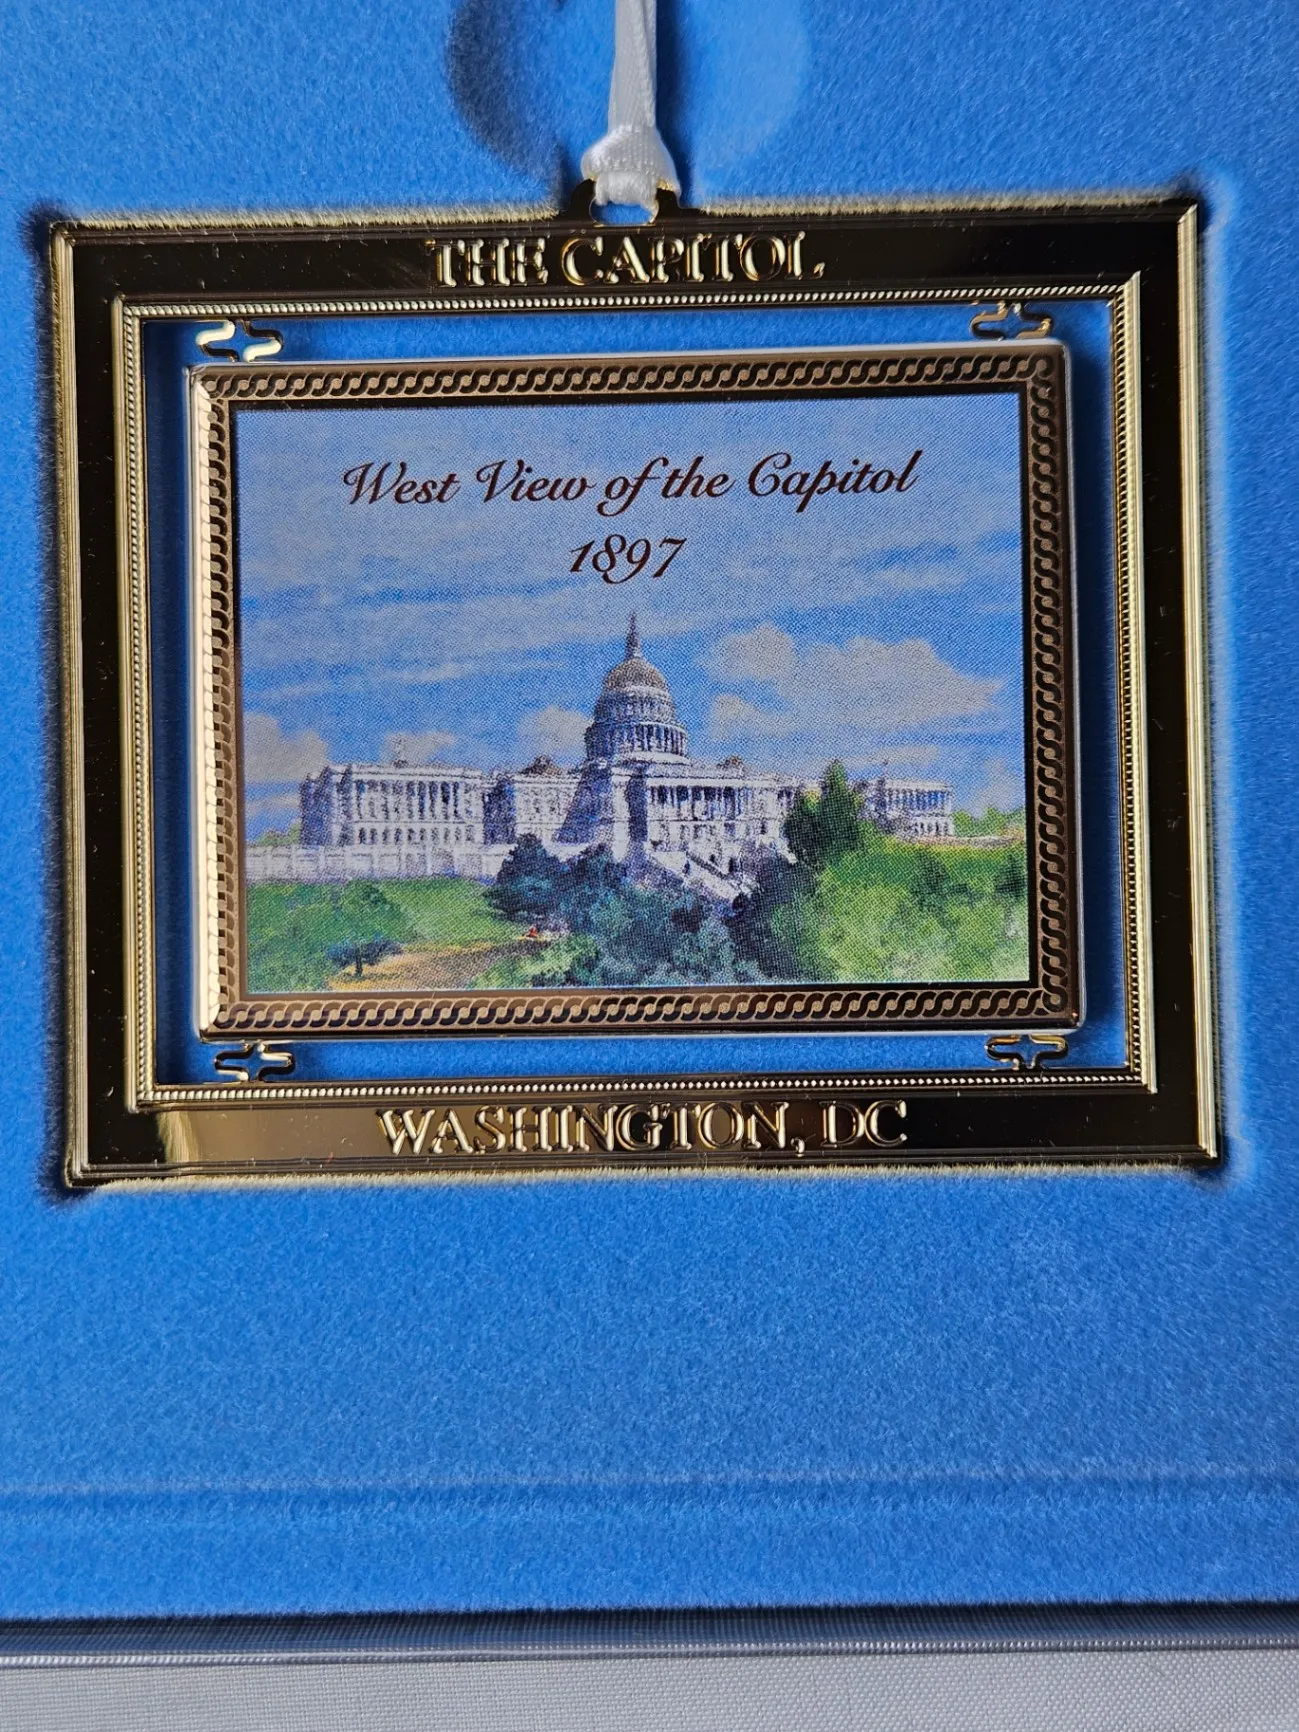 THE CAPITOL
West View of the Capitol
1897
WASHINGTON, DC